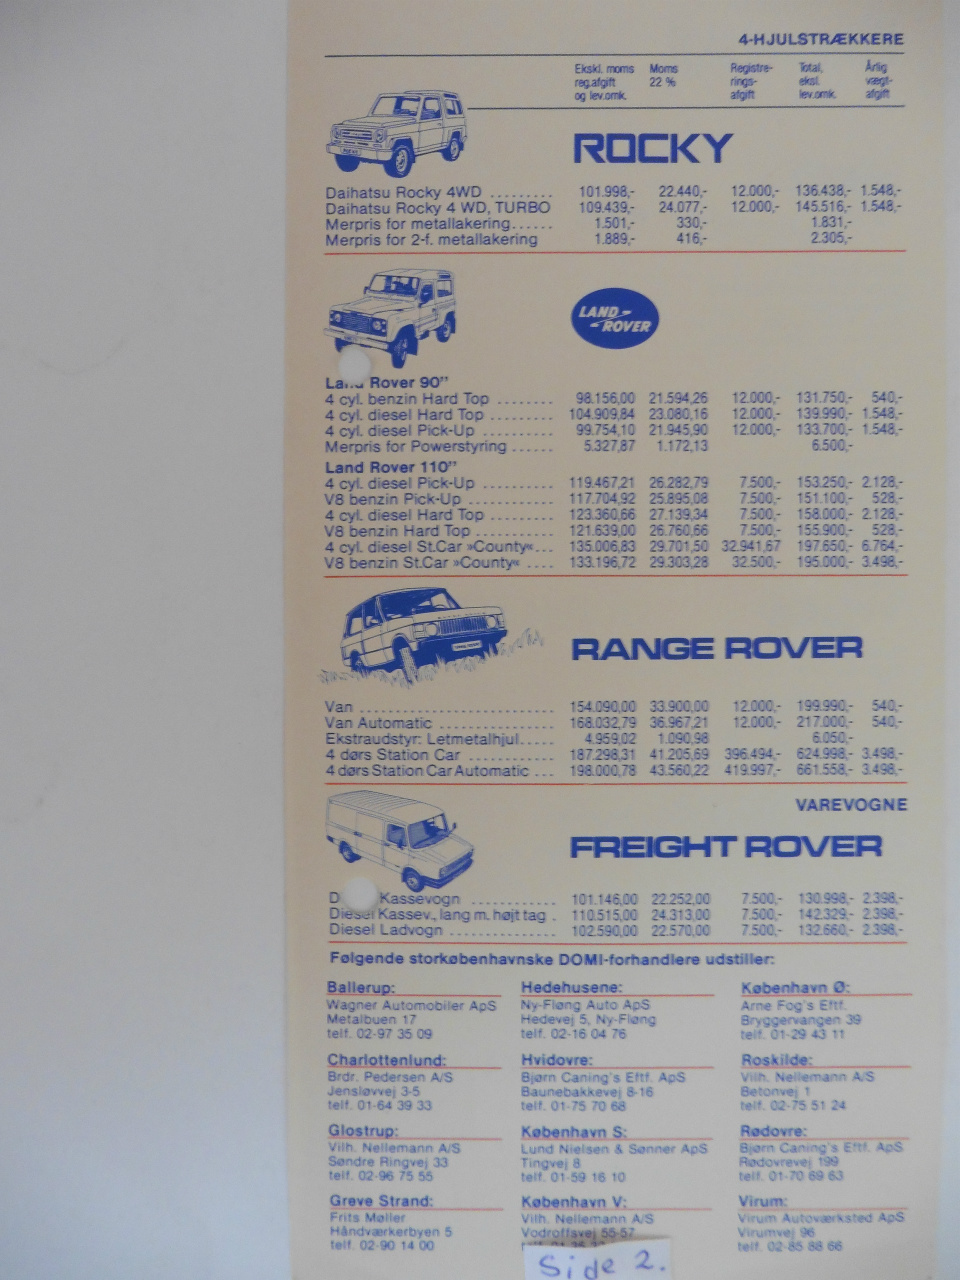 4-HJULSTRÆKKERE
Ekskl. moms Moms Registre- Total, Årlig
reg.afgift 22 % rings- ekskl. vægt-
og lev.omk. afgift lev.omk. afgift
ROCKY
Daihatsu Rocky 4WD ......... 101.998,- 22.440,- 12.000,- 136.438,- 1.548,-
Daihatsu Rocky 4 WD, TURBO 109.439,- 24.077,- 12.000,- 145.516,- 1.548,-
Merpris for metallakering...... 1.501,- 330,- 1.831,-
Merpris for 2-f. metallakering 1.889,- 416,- 2.305,-
LAND ROVER
Rover 90"
4 cyl. benzin Hard Top ........ 98.156,00 21.594,26 12.000,- 131.750,- 540,-
4 cyl. diesel Hard Top ......... 104.909,84 23.080,16 12.000,- 139.990,- 1.548,-
4 cyl. diesel Pick-Up .......... 99.754,10 21.945,90 12.000,- 133.700,- 1.548,-
Merpris for Powerstyring ...... 5.327,87 1.172,13 6.500,-
Land Rover 110"
4 cyl. diesel Pick-Up .......... 119.467,21 26.282,79 7.500,- 153.250,- 2.128,-
V8 benzin Pick-Up ............ 117.704,92 25.895,08 7.500,- 151.100,- 528,-
4 cyl. diesel Hard Top ......... 123.360,66 27.139,34 7.500,- 158.000,- 2.128,-
V8 benzin Hard Top .......... 121.639,00 26.760,66 7.500,- 155.900,- 528,-
4 cyl. diesel St.Car »County«... 135.006,83 29.701,50 32.941,67 197.650,- 6.764,-
V8 benzin St.Car »County« .... 133.196,72 29.303,28 32.500,- 195.000,- 3.498,-
RANGE ROVER
Van ............................. 154.090,00 33.900,00 12.000,- 199.990,- 540,-
Van Automatic ................. 168.032,79 36.967,21 12.000,- 217.000,- 540,-
Ekstraudstyr: Letmetalhjul..... 4.959,02 1.090,98 6.050,-
4 dørs Station Car ............. 187.298,31 41.205,69 396.494,- 624.998,- 3.498,-
4 dørs Station Car Automatic ... 198.000,78 43.560,22 419.997,- 661.558,- 3.498,-
VAREVOGNE
FREIGHT ROVER
Kassevogn ............ 101.146,00 22.252,00 7.500,- 130.998,- 2.398,-
Diesel Kassev., lang m. højt tag . 110.515,00 24.313,00 7.500,- 142.329,- 2.398,-
Diesel Ladvogn ............... 102.590,00 22.570,00 7.500,- 132.660,- 2.398,-
Følgende storkøbenhavnske DOMI-forhandlere udstiller:
Ballerup:
Wagner Automobiler ApS
Metalbuen 17
telf. 02-97 35 09
Charlottenlund:
Brdr. Pedersen A/S
Jensløvvej 3-5
telf. 01-64 39 33
Glostrup:
Vilh. Nellemann A/S
Søndre Ringvej 33
telf. 02-96 75 55
Greve Strand:
Frits Møller
Håndværkerbyen 5
telf. 02-90 14 00
Hedehusene:
Ny-Fløng Auto ApS
Hedevej 5, Ny-Fløng
telf. 02-16 04 76
Hvidovre:
Bjørn Caning's Eftf. ApS
Baunebakkevej 8-16
telf. 01-75 70 68
København S:
Lund Nielsen & Sønner ApS
Tingvej 8
telf. 01-59 16 10
København V:
Vilh. Nellemann A/S
Vodroffsvej 55-57
København Ø:
Arne Fog's Eftf.
Bryggervangen 39
telf. 01-29 43 11
Roskilde:
Vilh. Nellemann A/S
Betonvej 1
telf. 02-75 51 24
Rødovre:
Bjørn Caning's Eftf. ApS
Rødovrevej 199
telf. 01-70 69 63
Virum:
Virum Autoværksted ApS
Virumvej 96
telf. 02-85 88 66
Side 2.